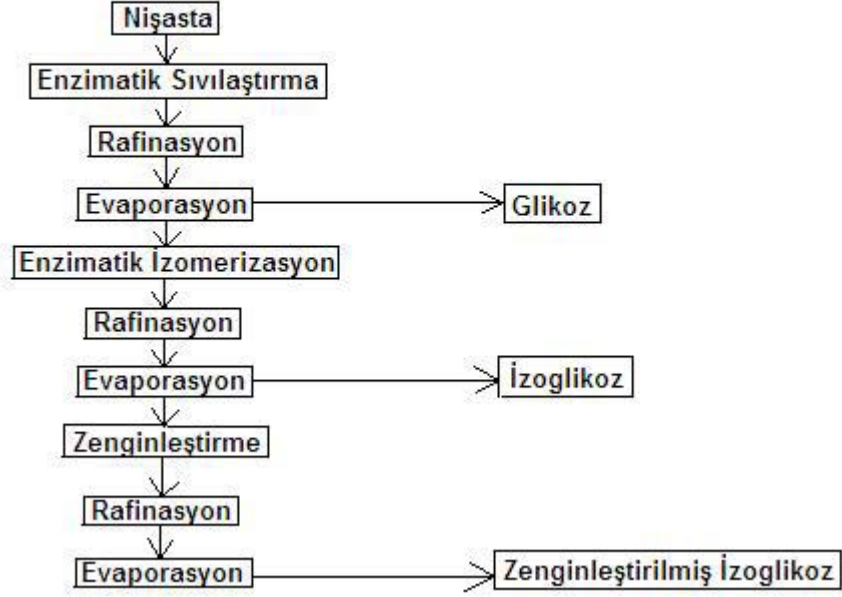 Nişasta
Enzimatik Sıvılaştırma
Rafinasyon
Evaporasyon
Glikoz
Enzimatik İzomerizasyon
Rafinasyon
Evaporasyon
İzoglikoz
Zenginleştirme
Rafinasyon
Evaporasyon
Zenginleştirilmiş İzoglikoz